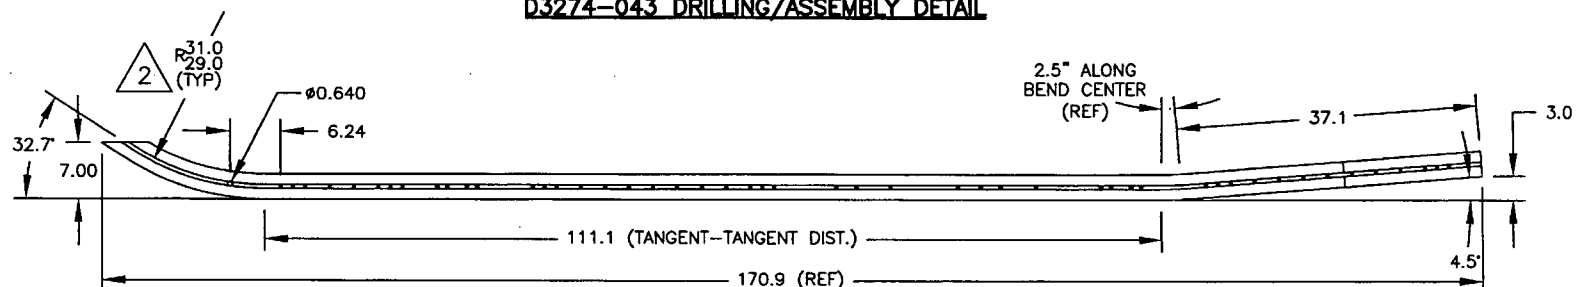 D3274-043 DRILLING/ASSEMBLY DETAIL
2
R31.0
29.0
(TYP)
ø0.640
6.24
32.7°
7.00
2.5" ALONG
BEND CENTER
(REF)
37.1
3.0
111.1 (TANGENT-TANGENT DIST.)
4.5°
170.9 (REF)